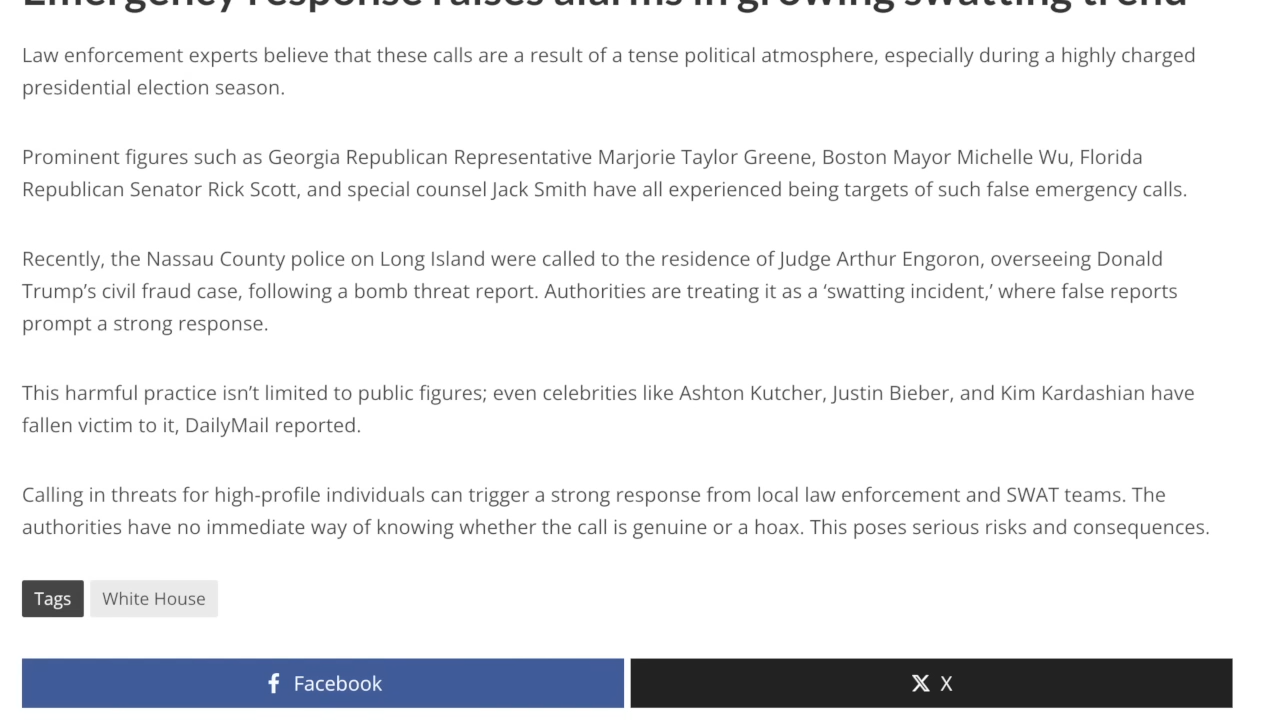 Emergency response raises alarms in growing swatting trend
Law enforcement experts believe that these calls are a result of a tense political atmosphere, especially during a highly charged
presidential election season.
Prominent figures such as Georgia Republican Representative Marjorie Taylor Greene, Boston Mayor Michelle Wu, Florida
Republican Senator Rick Scott, and special counsel Jack Smith have all experienced being targets of such false emergency calls.
Recently, the Nassau County police on Long Island were called to the residence of Judge Arthur Engoron, overseeing Donald
Trump’s civil fraud case, following a bomb threat report. Authorities are treating it as a ‘swatting incident,’ where false reports
prompt a strong response.
This harmful practice isn’t limited to public figures; even celebrities like Ashton Kutcher, Justin Bieber, and Kim Kardashian have
fallen victim to it, DailyMail reported.
Calling in threats for high-profile individuals can trigger a strong response from local law enforcement and SWAT teams. The
authorities have no immediate way of knowing whether the call is genuine or a hoax. This poses serious risks and consequences.
Tags White House
Facebook X